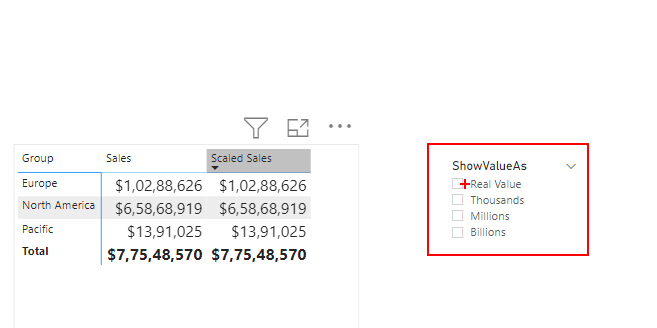 Group Sales Scaled Sales
Europe $1,02,88,626 $1,02,88,626
North America $6,58,68,919 $6,58,68,919
Pacific $13,91,025 $13,91,025
Total $7,75,48,570 $7,75,48,570
ShowValueAs
Real Value
Thousands
Millions
Billions